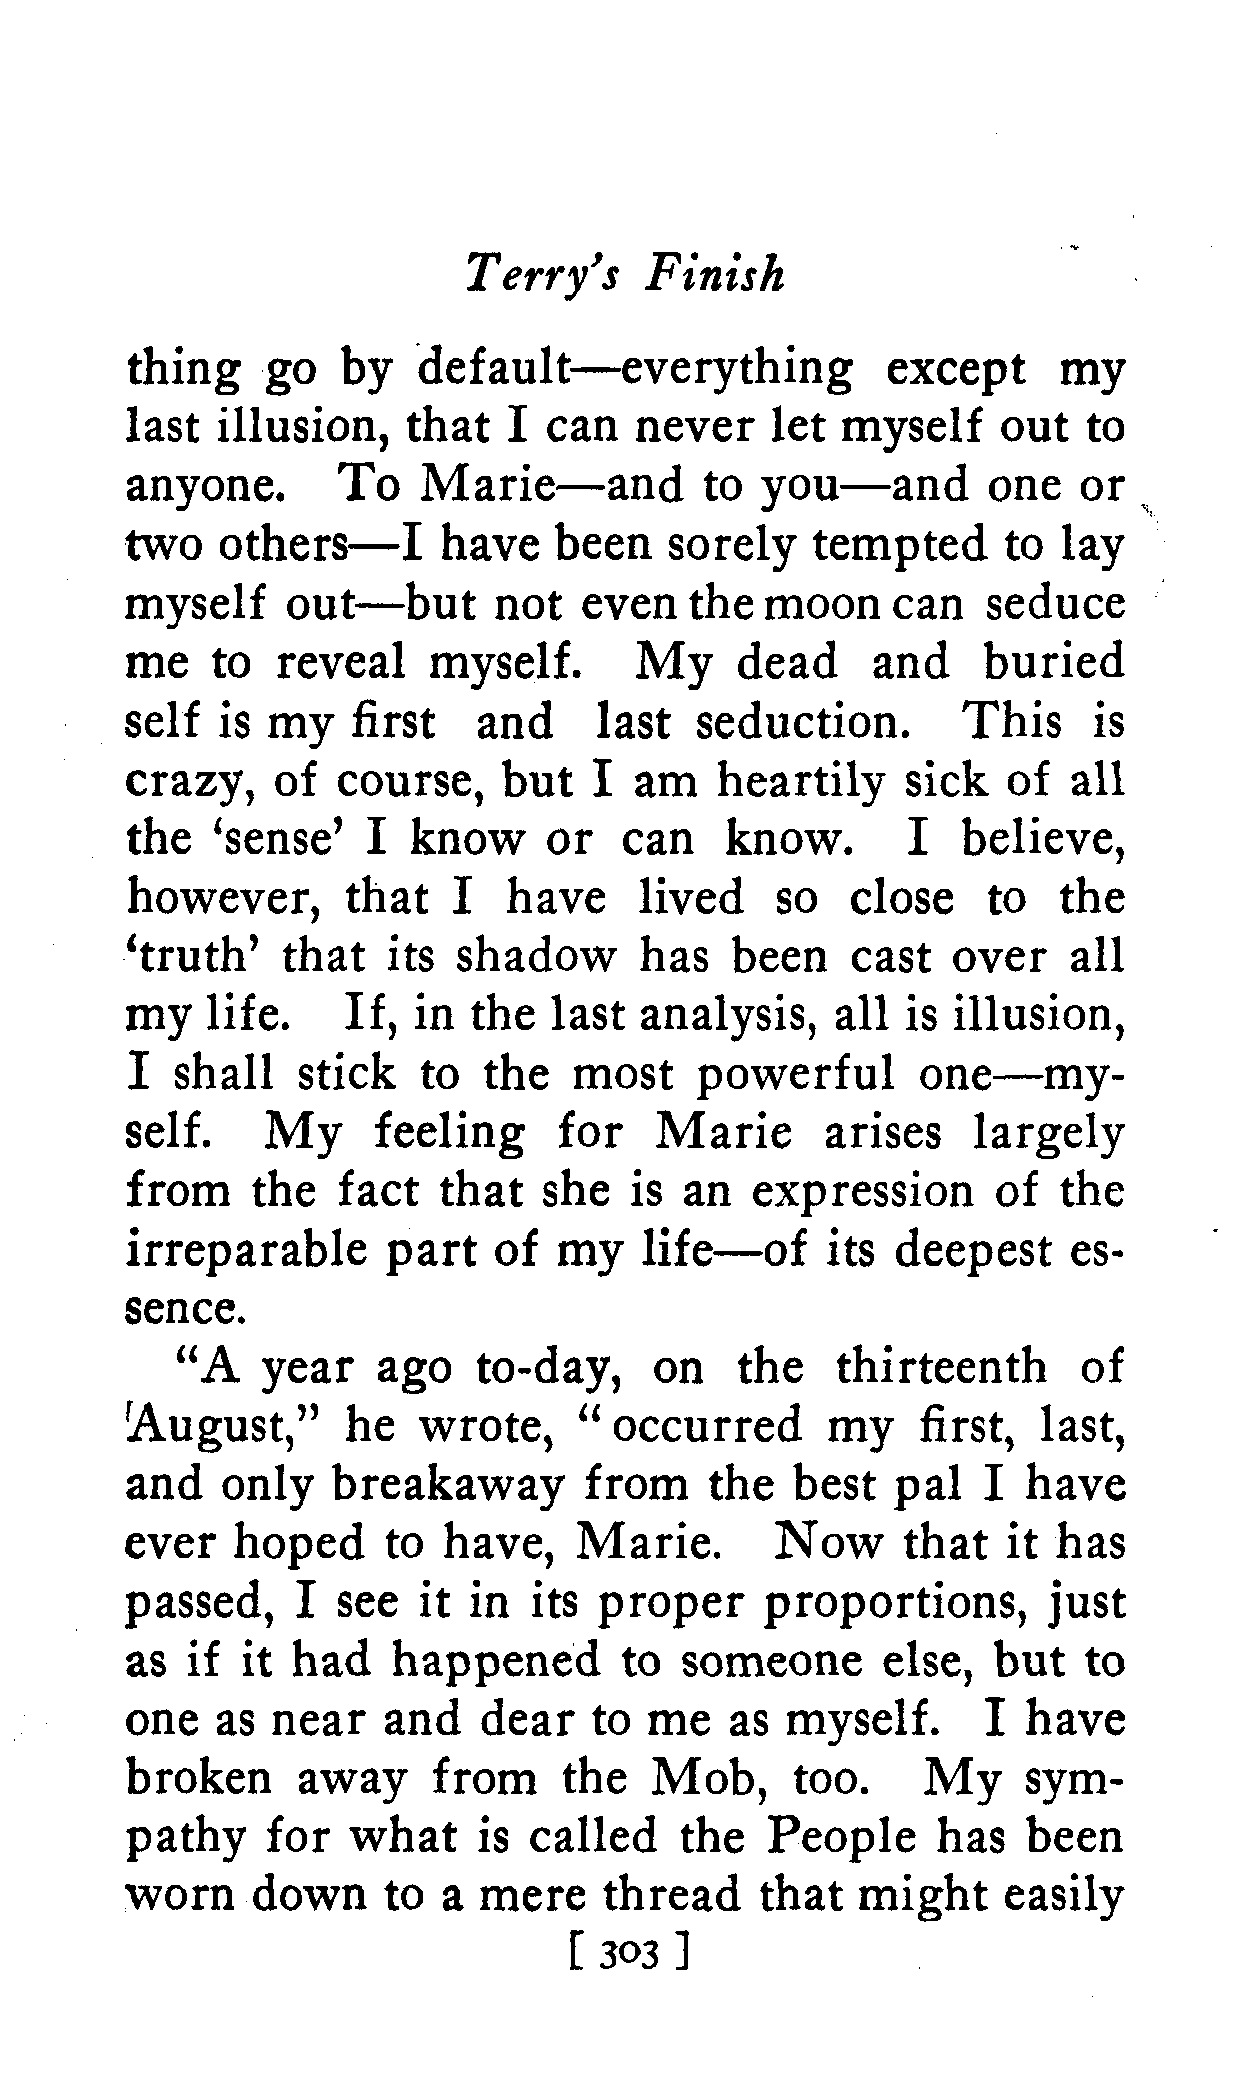 Terry's Finish
thing go by default—everything except my
last illusion, that I can never let myself out to
anyone. To Marie—and to you—and one or
two others—I have been sorely tempted to lay
myself out—but not even the moon can seduce
me to reveal myself. My dead and buried
self is my first and last seduction. This is
crazy, of course, but I am heartily sick of all
the 'sense' I know or can know. I believe,
however, that I have lived so close to the
'truth' that its shadow has been cast over all
my life. If, in the last analysis, all is illusion,
I shall stick to the most powerful one—my-
self. My feeling for Marie arises largely
from the fact that she is an expression of the
irreparable part of my life—of its deepest es-
sence.
"A year ago to-day, on the thirteenth of
August," he wrote, "occurred my first, last,
and only breakaway from the best pal I have
ever hoped to have, Marie. Now that it has
passed, I see it in its proper proportions, just
as if it had happened to someone else, but to
one as near and dear to me as myself. I have
broken away from the Mob, too. My sym-
pathy for what is called the People has been
worn down to a mere thread that might easily
[ 303 ]